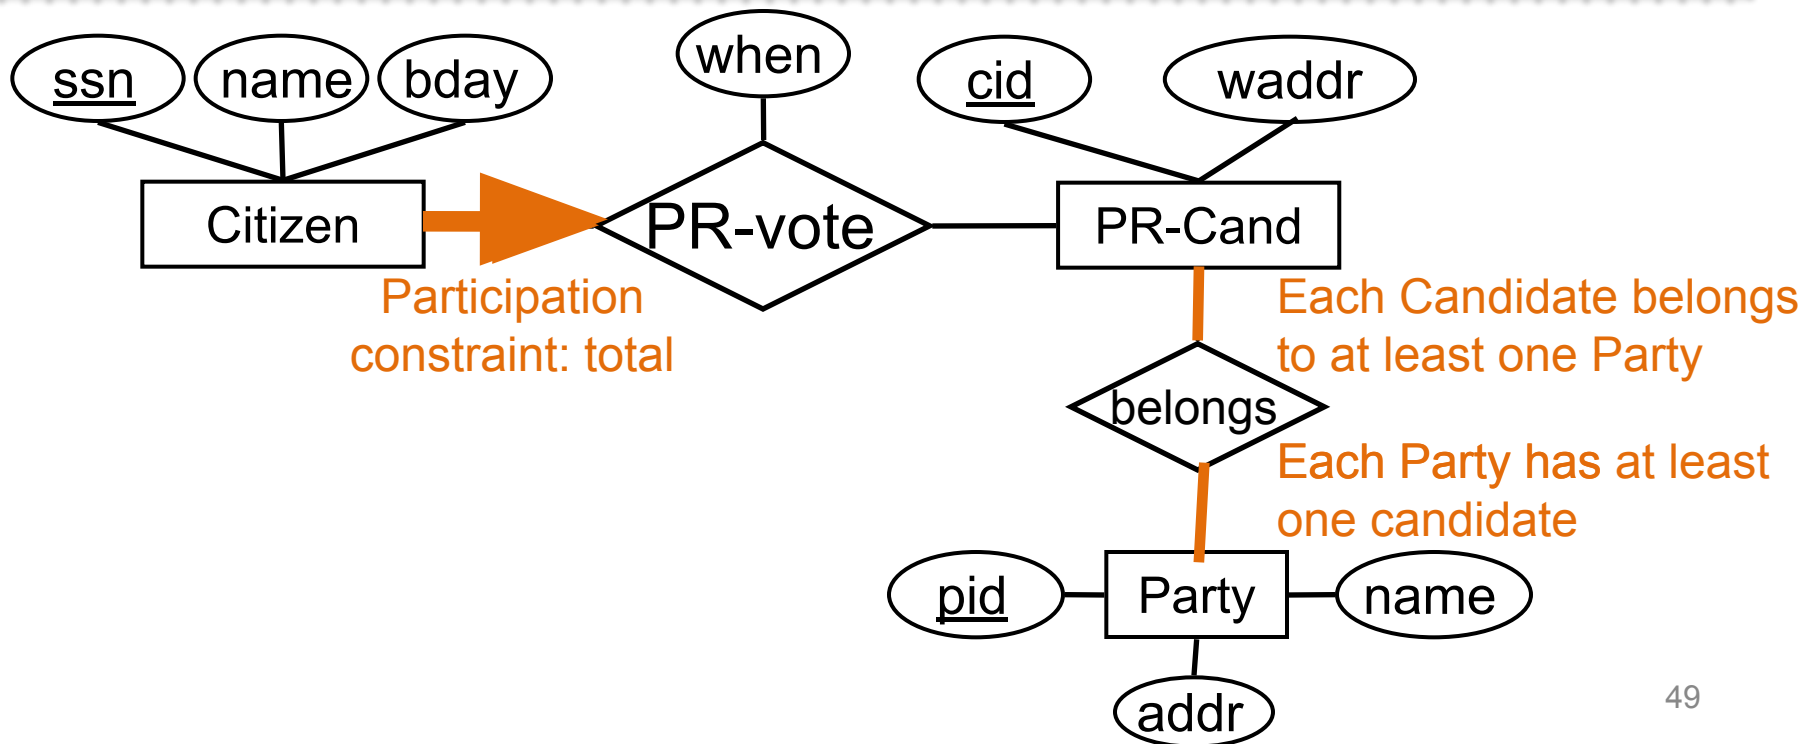 ssn
name
bday
when
cid
waddr
Citizen
PR-vote
PR-Cand
Participation
constraint: total
Each Candidate belongs
to at least one Party
belongs
Each Party has at least
one candidate
pid
Party
name
addr
49